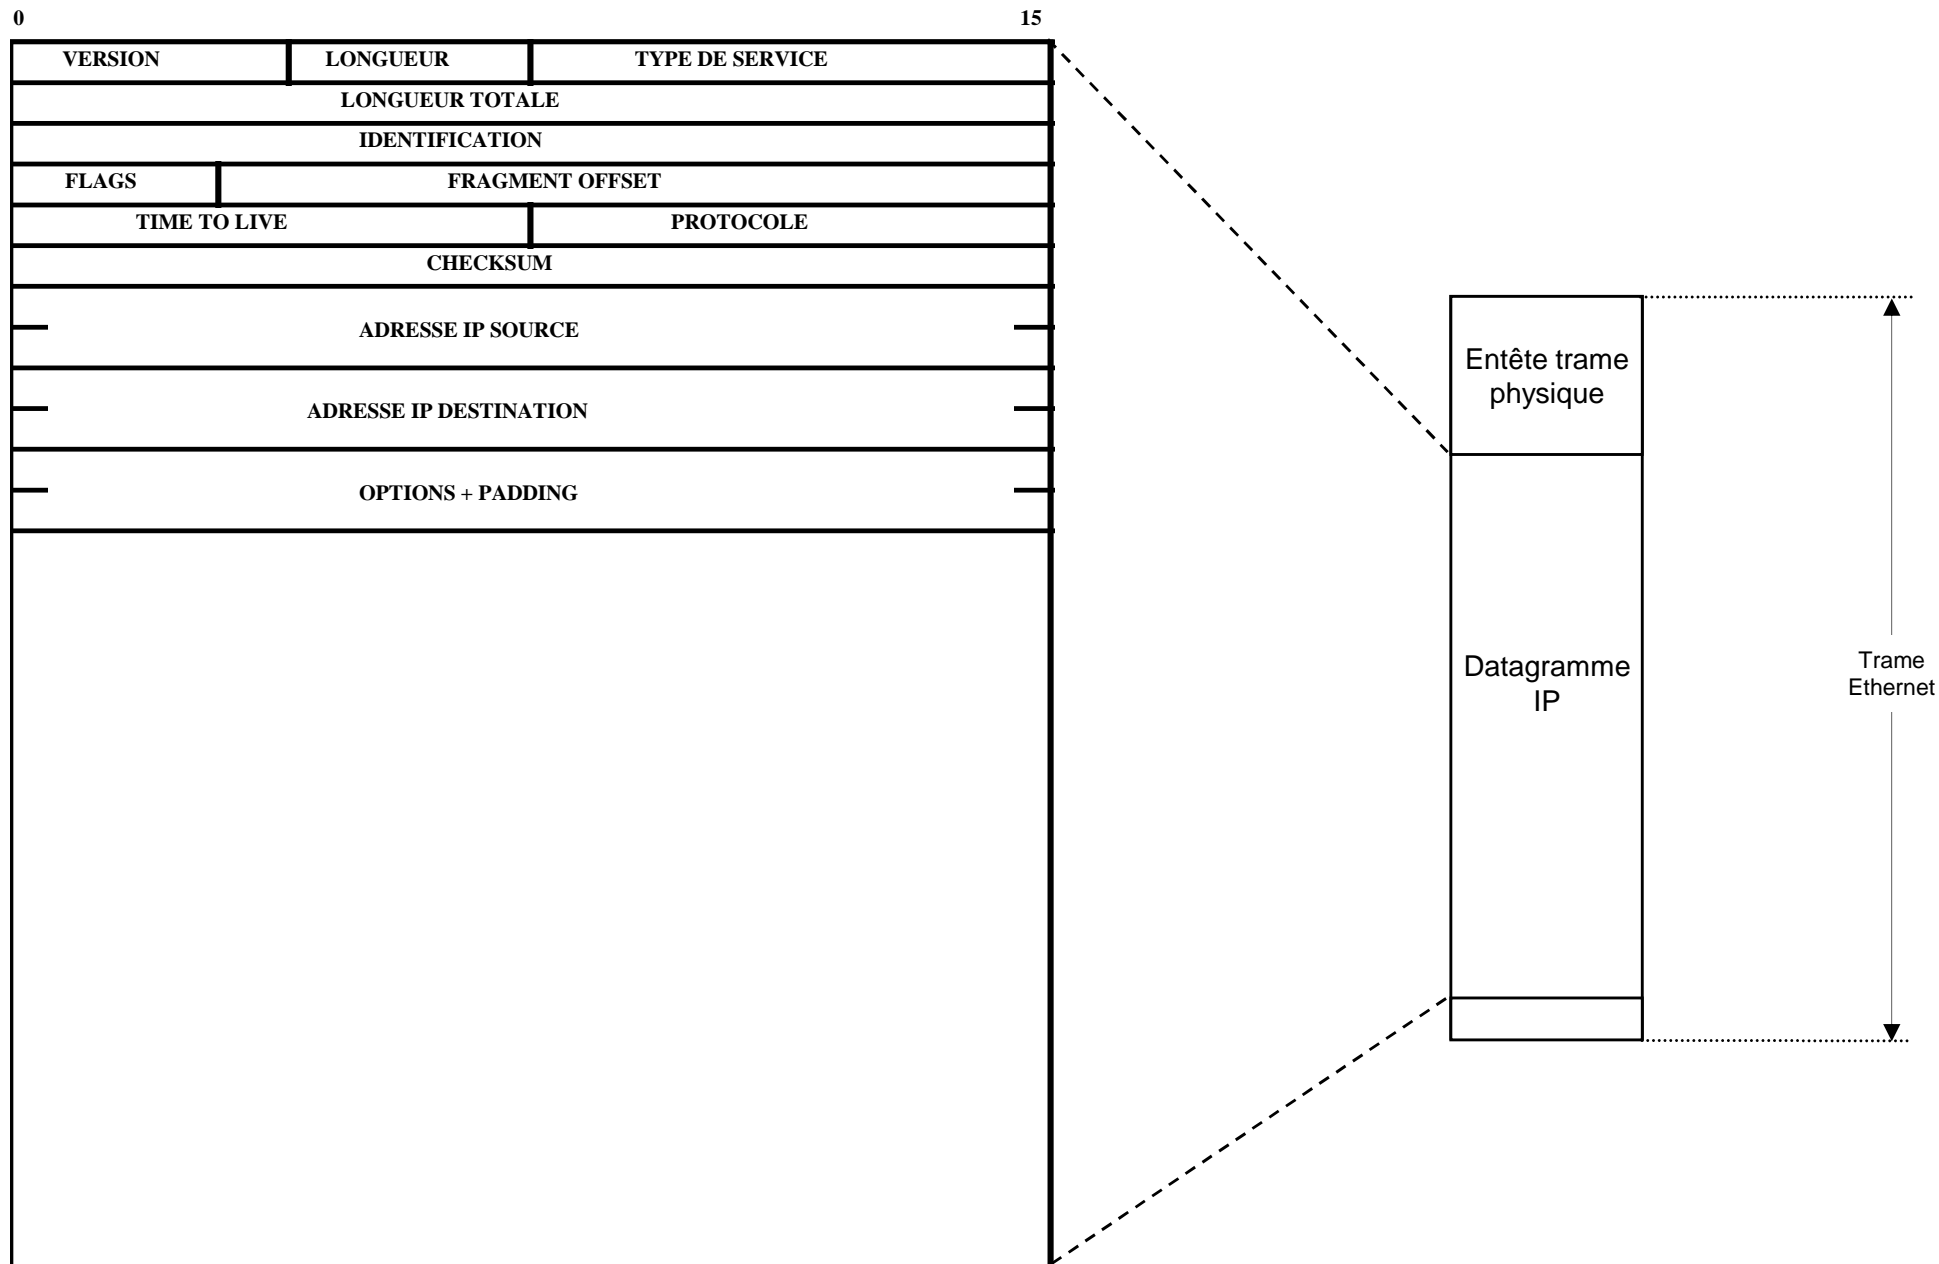 0 15
VERSION LONGUEUR TYPE DE SERVICE
LONGUEUR TOTALE
IDENTIFICATION
FLAGS FRAGMENT OFFSET
TIME TO LIVE PROTOCOLE
CHECKSUM
ADRESSE IP SOURCE
ADRESSE IP DESTINATION
OPTIONS + PADDING
Entête trame
physique
Datagramme
IP
Trame
Ethernet